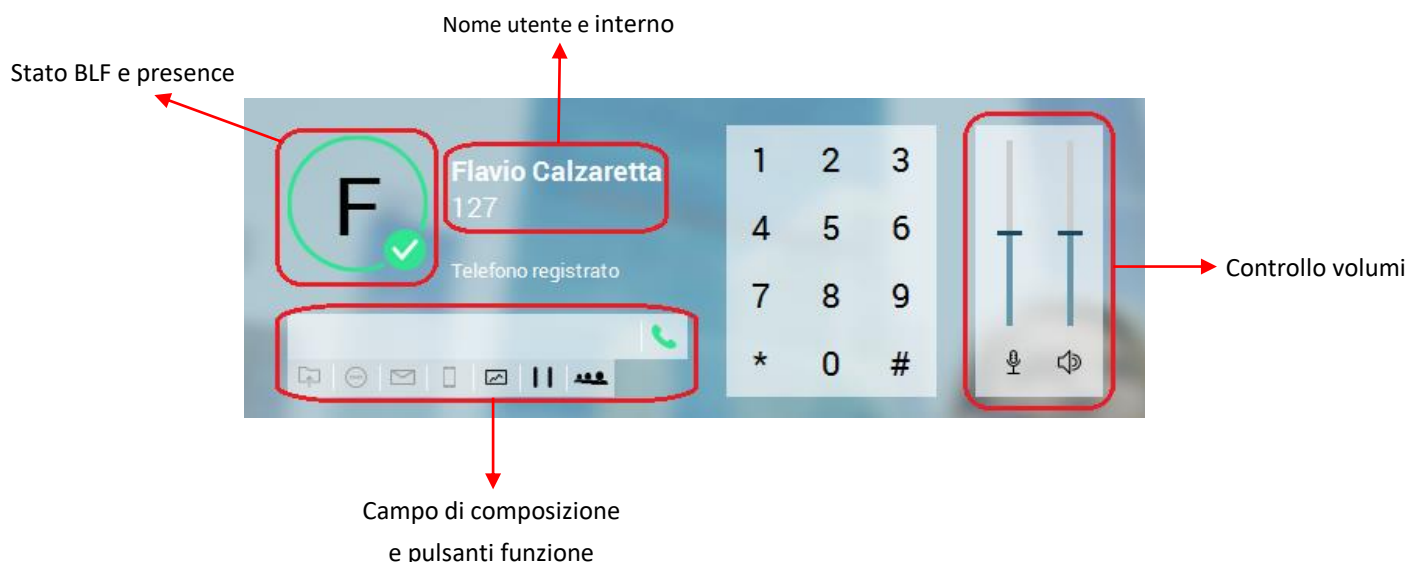 Nome utente e interno
Stato BLF e presence
F
Flavio Calzaretta
127
Telefono registrato
1 2 3
4 5 6
7 8 9
* 0 #
Controllo volumi
Campo di composizione
e pulsanti funzione